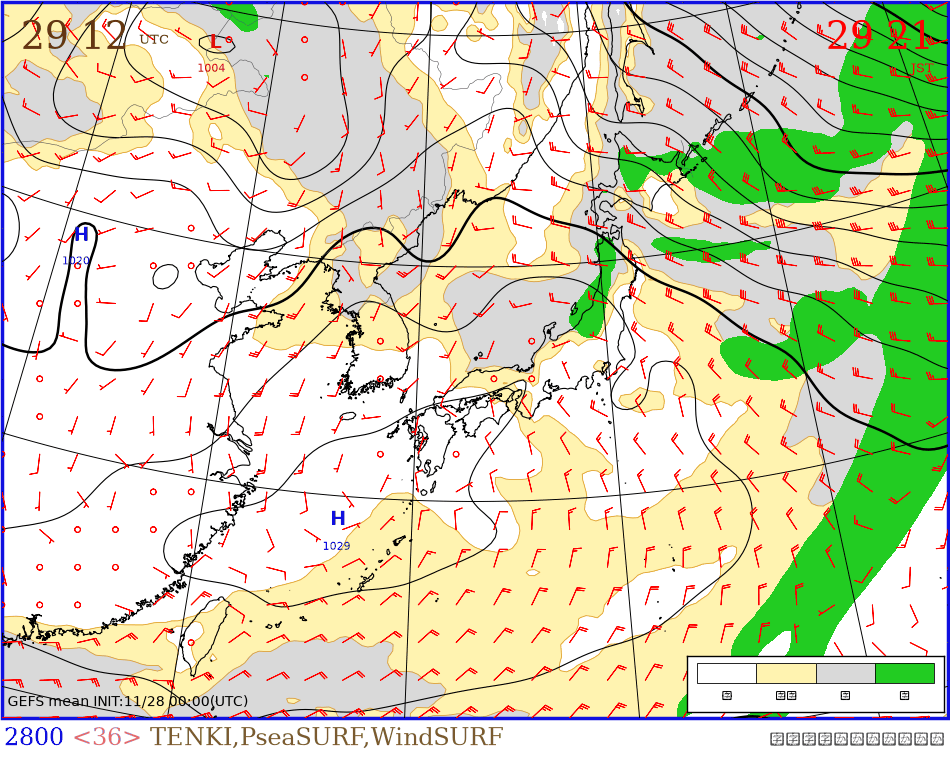 29 12 UTC
29 21 JST
L
1004
H
1020
H
1029
GEFS mean INIT:11/28 00:00(UTC)
2800 <36> TENKI,PseaSURF,WindSURF